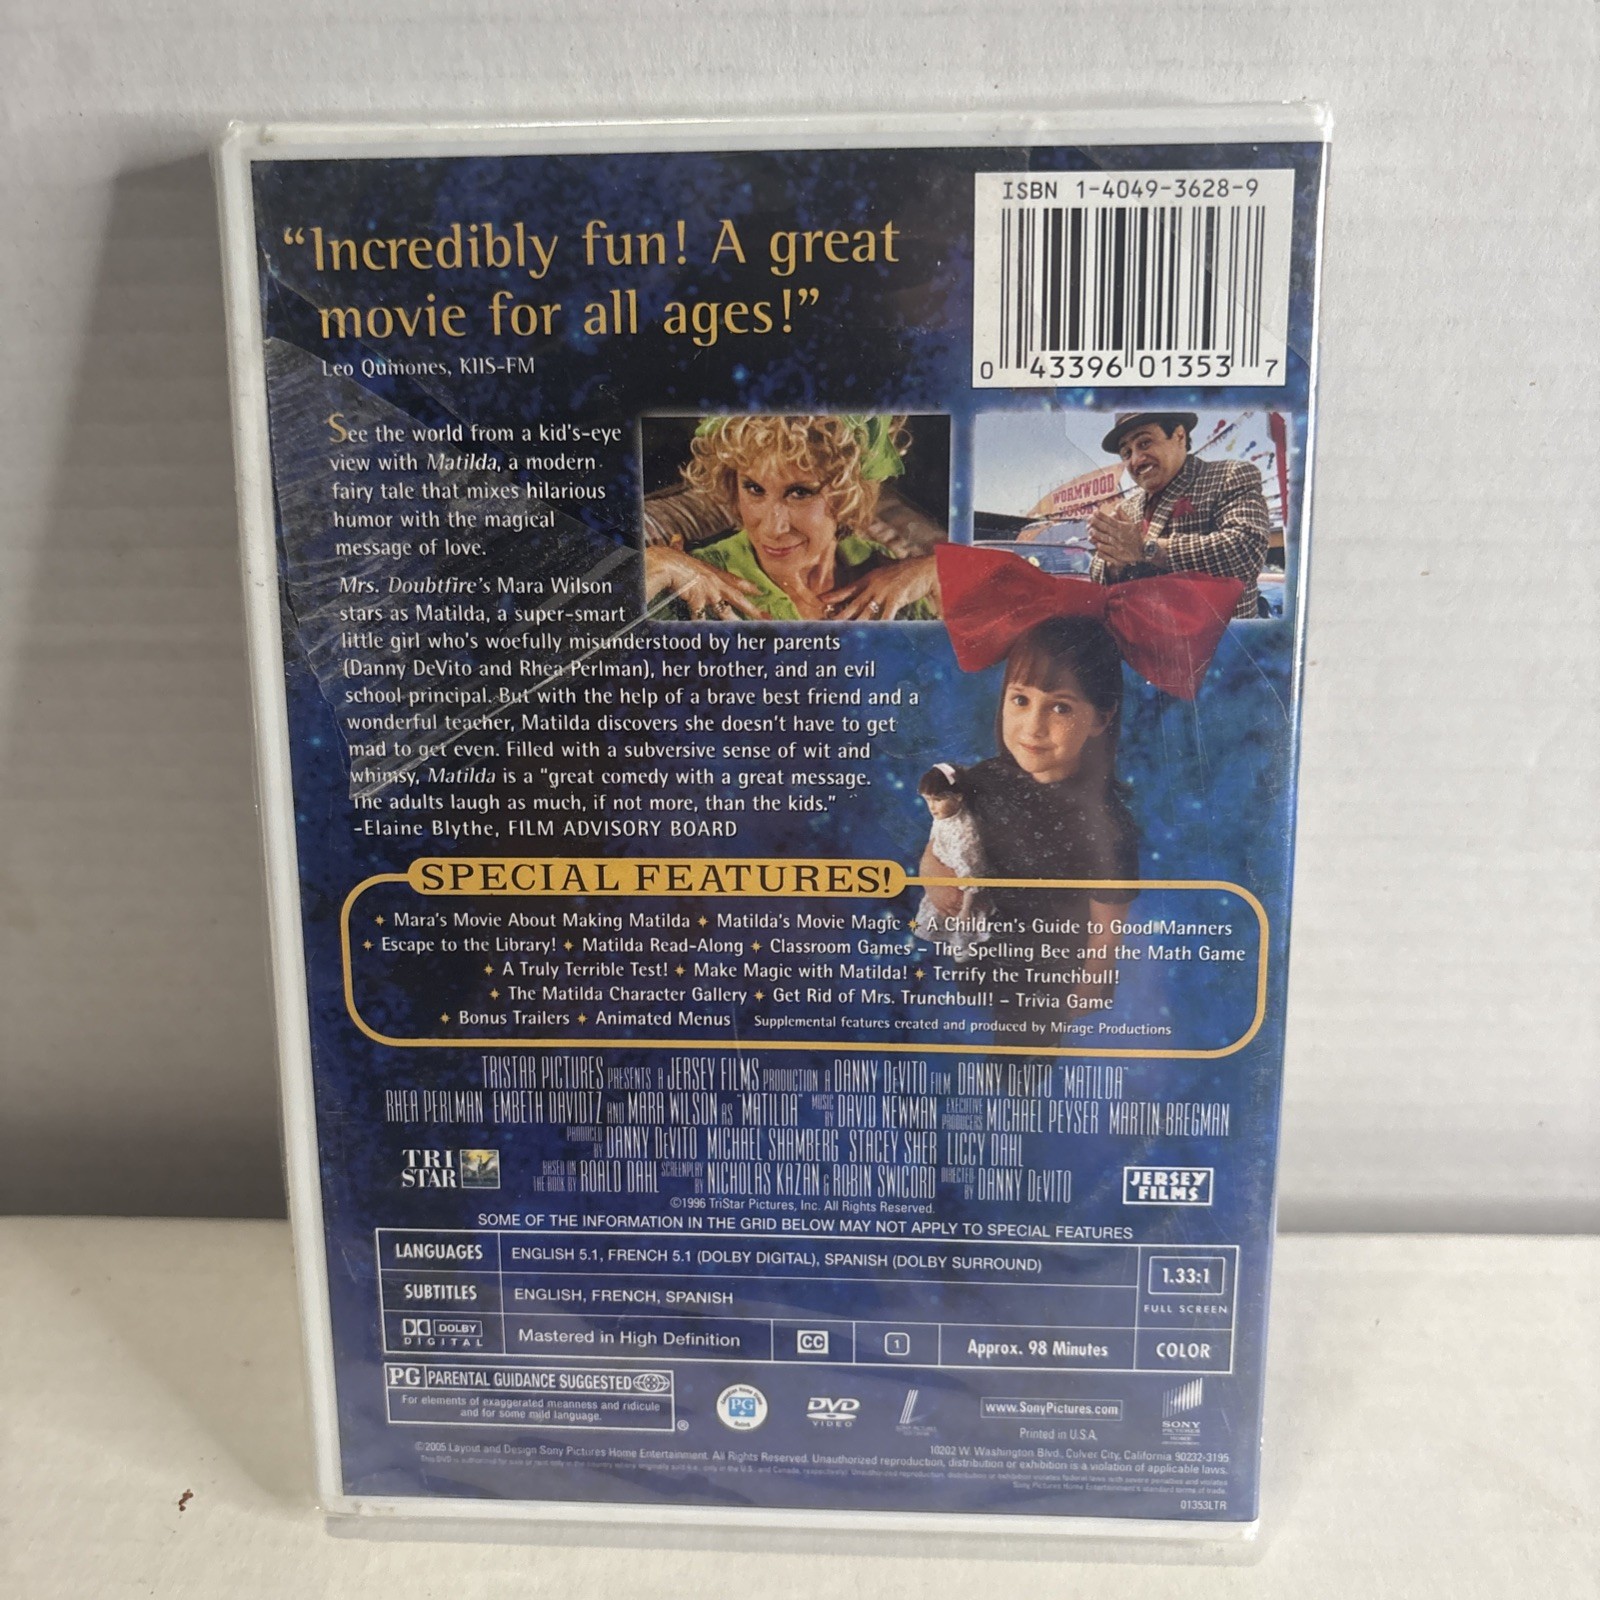 ISBN 1-4049-3628-9
0 43396 01353 7
“Incredibly fun! A great
movie for all ages!”
Leo Quinones, KIIS-FM
See the world from a kid's-eye
view with Matilda, a modern
fairy tale that mixes hilarious
humor with the magical
message of love.
WORMWOOD
MOTORS
Mrs. Doubtfire's Mara Wilson
stars as Matilda, a super-smart
little girl who's woefully misunderstood by her parents
(Danny DeVito and Rhea Perlman), her brother, and an evil
school principal. But with the help of a brave best friend and a
wonderful teacher, Matilda discovers she doesn't have to get
mad to get even. Filled with a subversive sense of wit and
whimsy, Matilda is a "great comedy with a great message.
The adults laugh as much, if not more, than the kids."
-Elaine Blythe, FILM ADVISORY BOARD
SPECIAL FEATURES!
Mara's Movie About Making Matilda ✦ Matilda's Movie Magic ✦ A Children's Guide to Good Manners
✦ Escape to the Library! ✦ Matilda Read-Along ✦ Classroom Games – The Spelling Bee and the Math Game
✦ A Truly Terrible Test! ✦ Make Magic with Matilda! ✦ Terrify the Trunchbull!
✦ The Matilda Character Gallery ✦ Get Rid of Mrs. Trunchbull! – Trivia Game
✦ Bonus Trailers ✦ Animated Menus Supplemental features created and produced by Mirage Productions
TRISTAR PICTURES PRESENTS A JERSEY FILMS PRODUCTION A DANNY DeVITO FILM DANNY DeVITO "MATILDA"
RHEA PERLMAN EMBETH DAVIDTZ AND MARA WILSON AS "MATILDA" MUSIC BY DAVID NEWMAN EXECUTIVE PRODUCERS MICHAEL PEYSER MARTIN BREGMAN
PRODUCED BY DANNY DeVITO MICHAEL SHAMBERG STACEY SHER LICCY DAHL
BASED ON THE BOOK BY ROALD DAHL SCREENPLAY BY NICHOLAS KAZAN & ROBIN SWICORD DIRECTED BY DANNY DeVITO
TRI
STAR
JERSEY
FILMS
©1996 TriStar Pictures, Inc. All Rights Reserved.
SOME OF THE INFORMATION IN THE GRID BELOW MAY NOT APPLY TO SPECIAL FEATURES
LANGUAGES ENGLISH 5.1, FRENCH 5.1 (DOLBY DIGITAL), SPANISH (DOLBY SURROUND)
1.33:1
FULL SCREEN
SUBTITLES ENGLISH, FRENCH, SPANISH
DOLBY
DIGITAL
Mastered in High Definition CC 1 Approx. 98 Minutes COLOR
PG PARENTAL GUIDANCE SUGGESTED
For elements of exaggerated meanness and ridicule
and for some mild language.
®
PG
DVD
VIDEO
www.SonyPictures.com
Printed in U.S.A.
SONY
PICTURES
HOME
©2005 Layout and Design Sony Pictures Home Entertainment. All Rights Reserved. Unauthorized reproduction, distribution or exhibition is a violation of applicable laws.
10202 W. Washington Blvd., Culver City, California 90232-3195
Sony Pictures Home Entertainment's standard terms of trade.
01353LTR